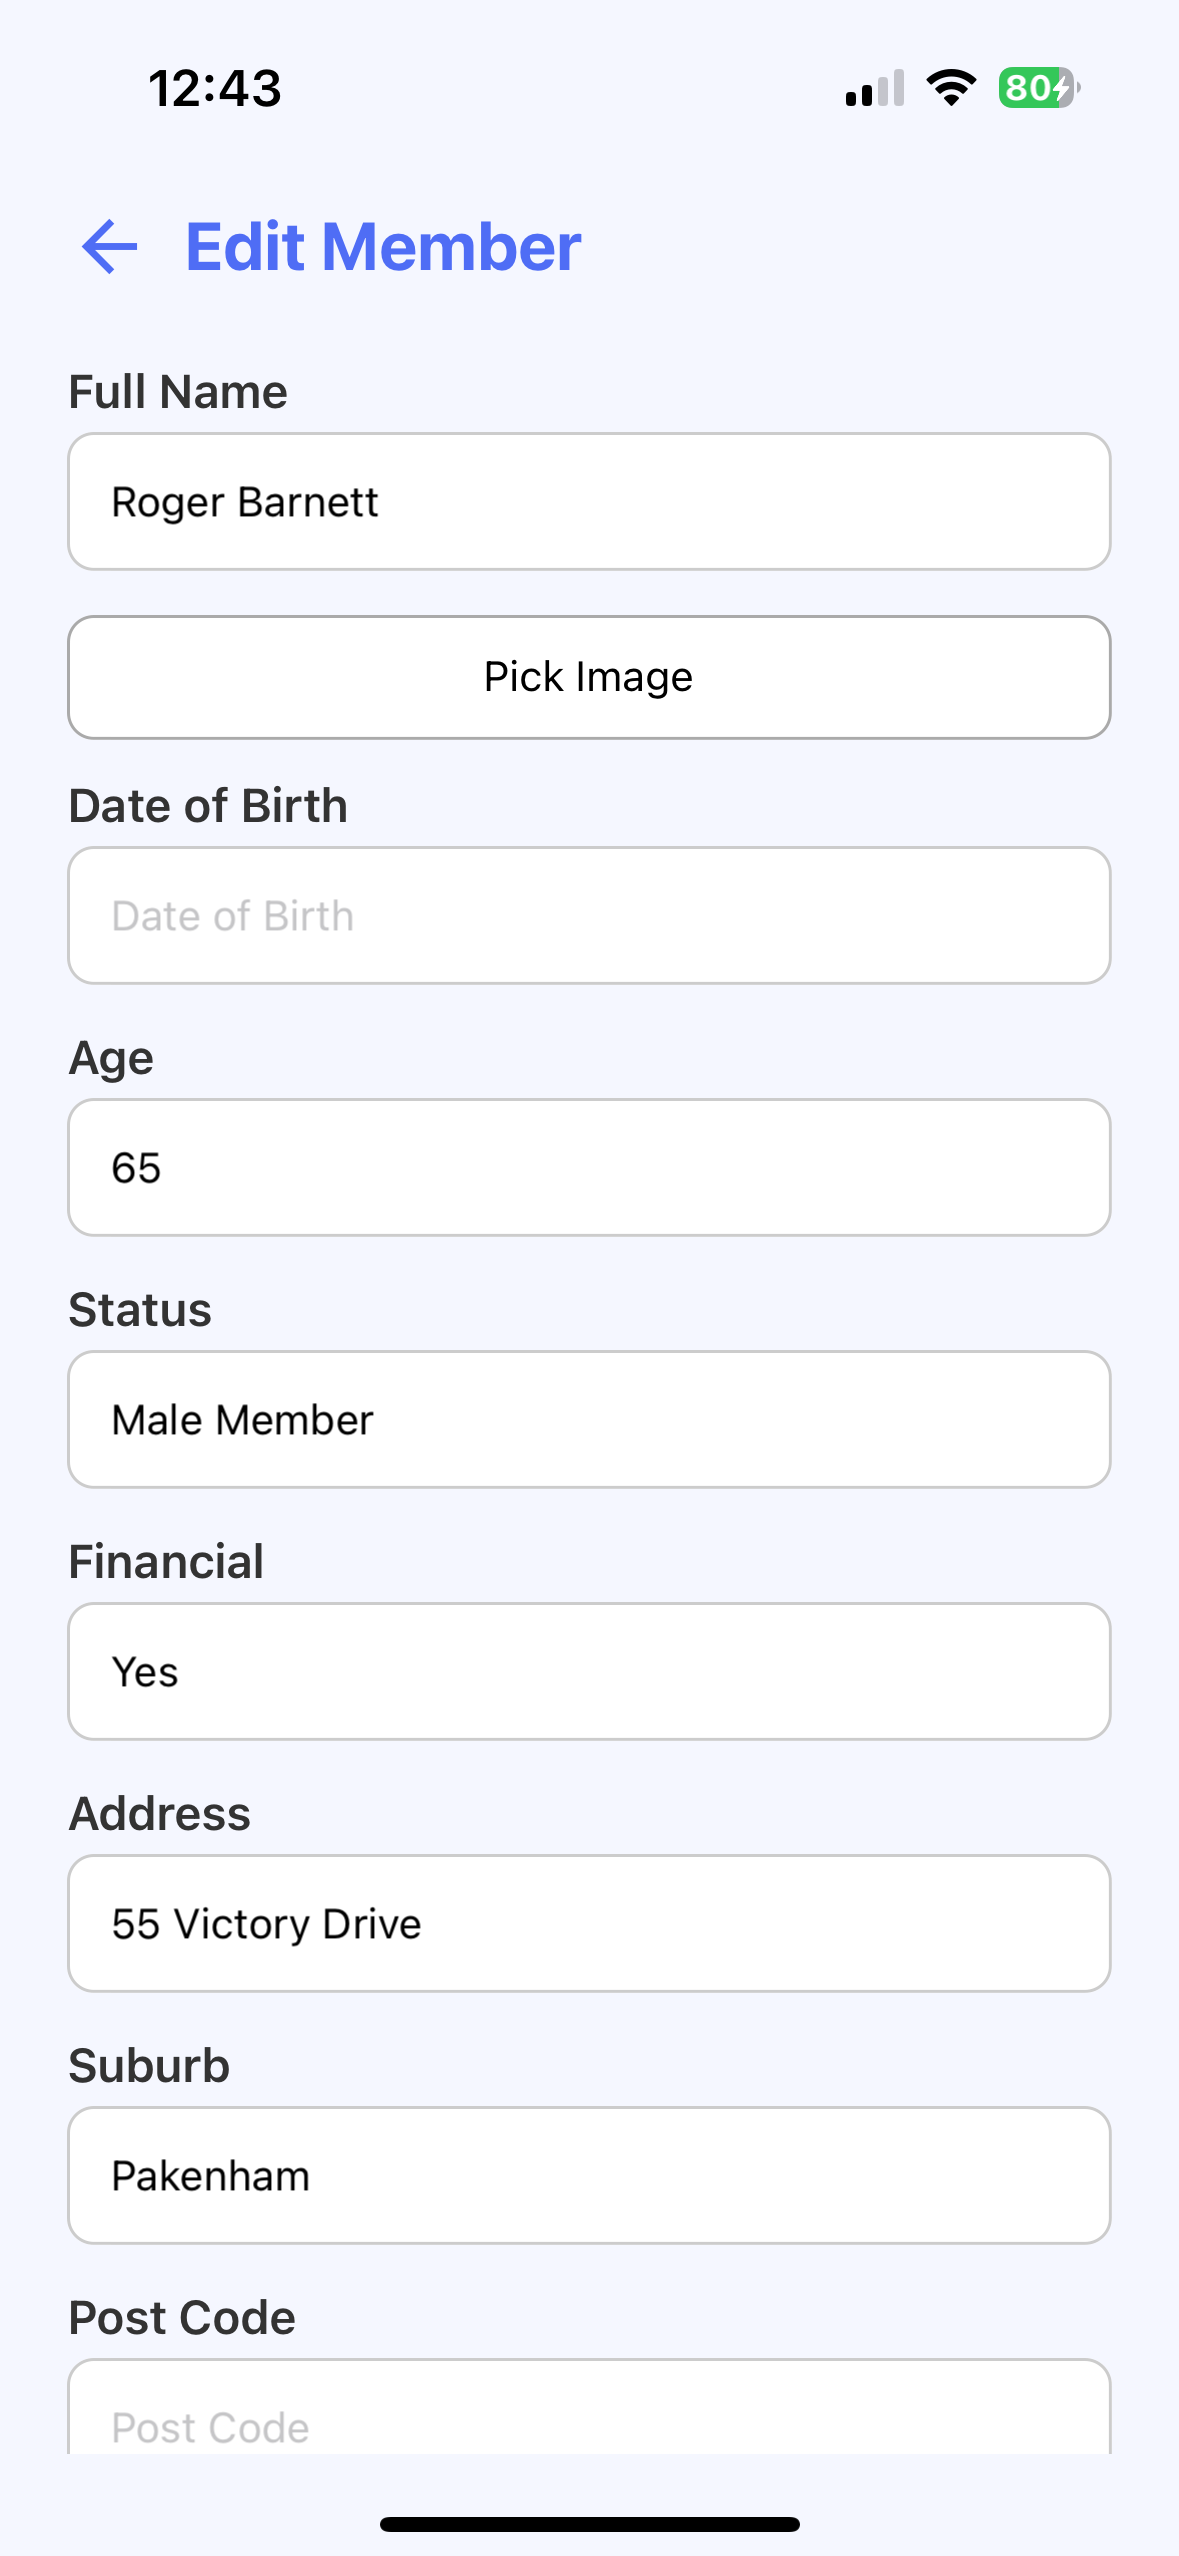 12:43
80
Edit Member
Full Name
Roger Barnett
Pick Image
Date of Birth
Date of Birth
Age
65
Status
Male Member
Financial
Yes
Address
55 Victory Drive
Suburb
Pakenham
Post Code
Post Code